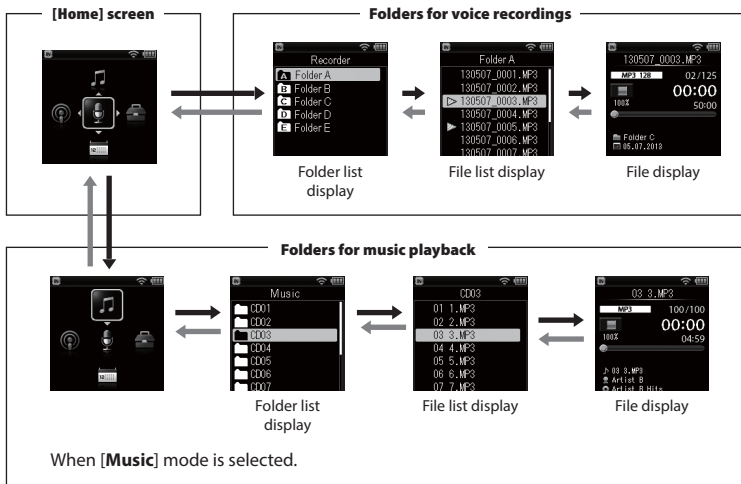 [Home] screen
Folders for voice recordings
Recorder
A Folder A
B Folder B
C Folder C
D Folder D
E Folder E
Folder list
display
Folder A
130507_0001.MP3
130507_0002.MP3
130507_0003.MP3
130507_0004.MP3
130507_0005.MP3
130507_0006.MP3
130507_0007.MP3
File list display
130507_0003.MP3
MP3 128 02/125
00:00
100% 50:00
Folder C
05.07.2013
File display
Folders for music playback
Music
CD01
CD02
CD03
CD04
CD05
CD06
CD07
Folder list
display
CD03
01 1.MP3
02 2.MP3
03 3.MP3
04 4.MP3
05 5.MP3
06 6.MP3
07 7.MP3
File list display
03 3.MP3
MP3 100/100
00:00
100% 04:59
03 3.MP3
Artist B
Artist B Hits
File display
When [Music] mode is selected.